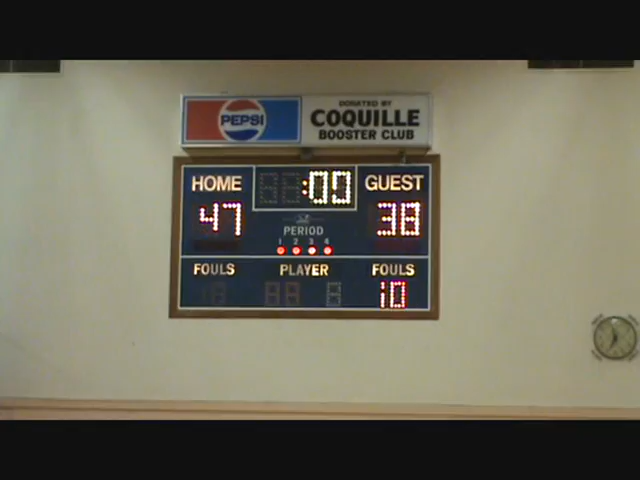 PEPSI
DONATED BY
COQUILLE
BOOSTER CLUB
HOME :00 GUEST
47 38
PERIOD
1 2 3 4
FOULS PLAYER FOULS
10